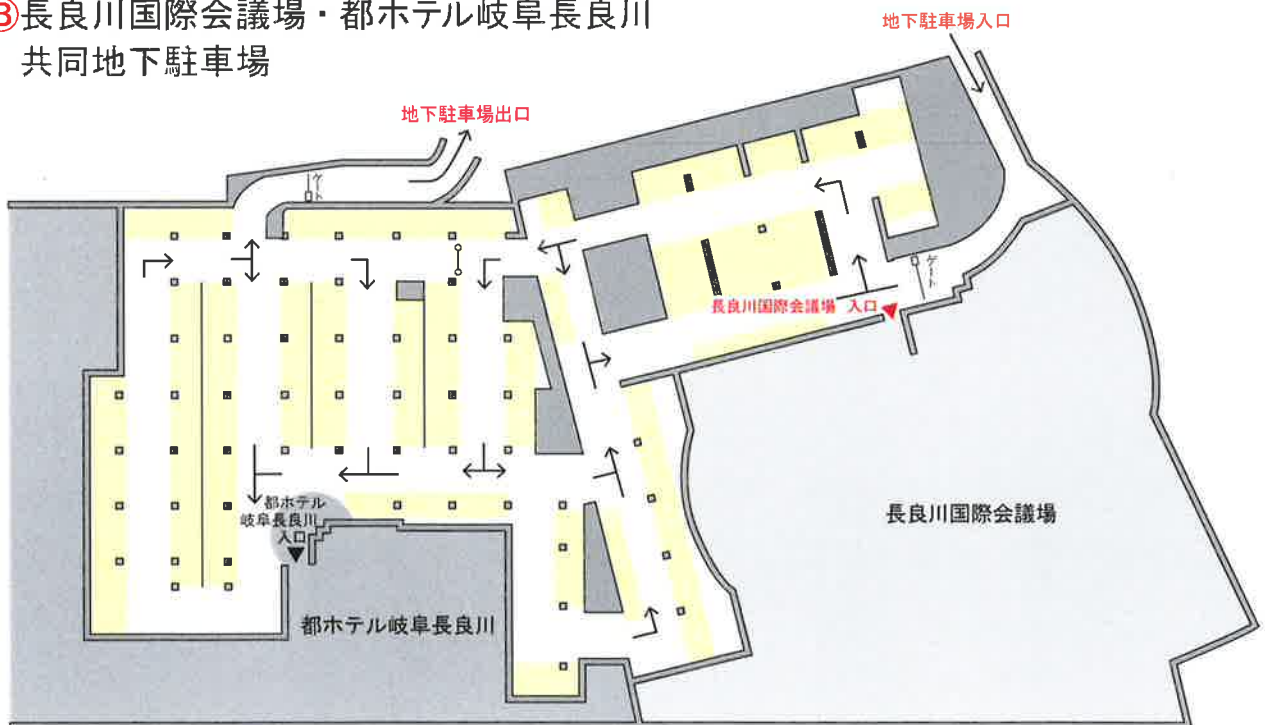 ③長良川国際会議場・都ホテル岐阜長良川
共同地下駐車場
地下駐車場入口
地下駐車場出口
ゲート
ゲート
長良川国際会議場 入口
都ホテル
岐阜長良川
入口
長良川国際会議場
都ホテル岐阜長良川